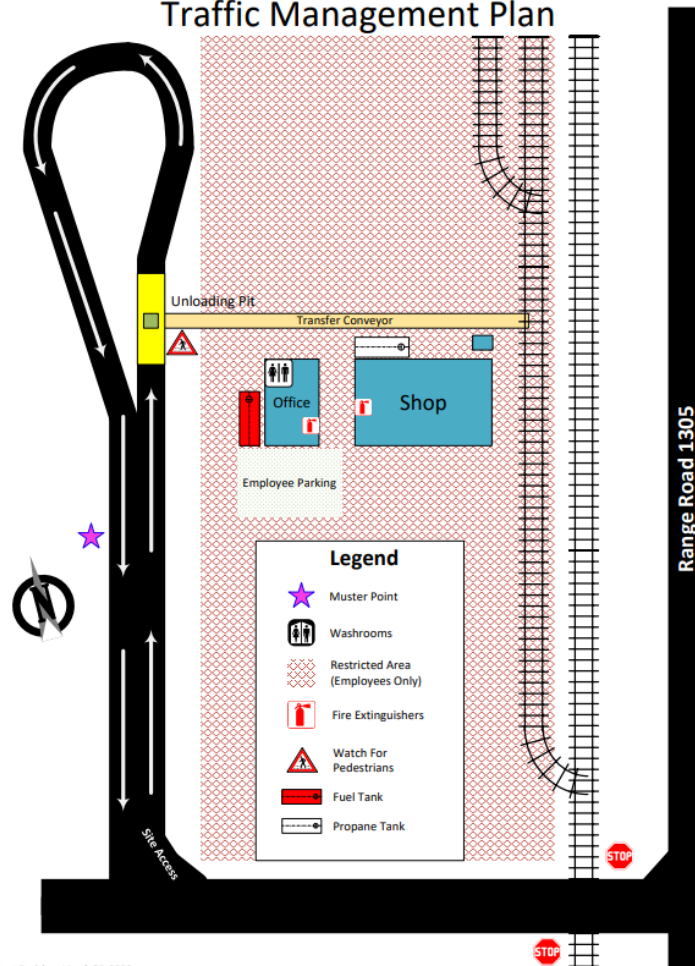 Traffic Management Plan
Unloading Pit
Transfer Conveyor
Office
Shop
Employee Parking
Range Road 1305
Legend
Muster Point
Washrooms
Restricted Area
(Employees Only)
Fire Extinguishers
Watch For
Pedestrians
Fuel Tank
Propane Tank
N
Site Access
STOP
STOP